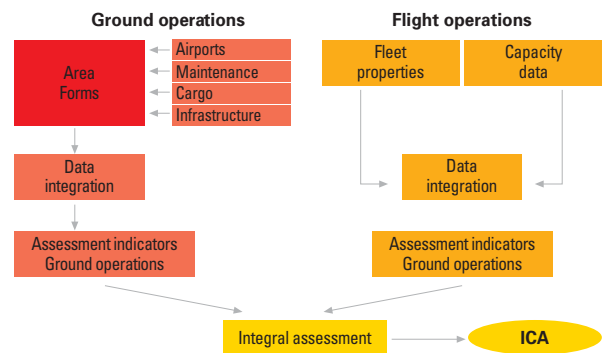 Ground operations
Area
Forms
Airports
Maintenance
Cargo
Infrastructure
Data
integration
Assessment indicators
Ground operations
Flight operations
Fleet
properties
Capacity
data
Data
integration
Assessment indicators
Ground operations
Integral assessment
ICA